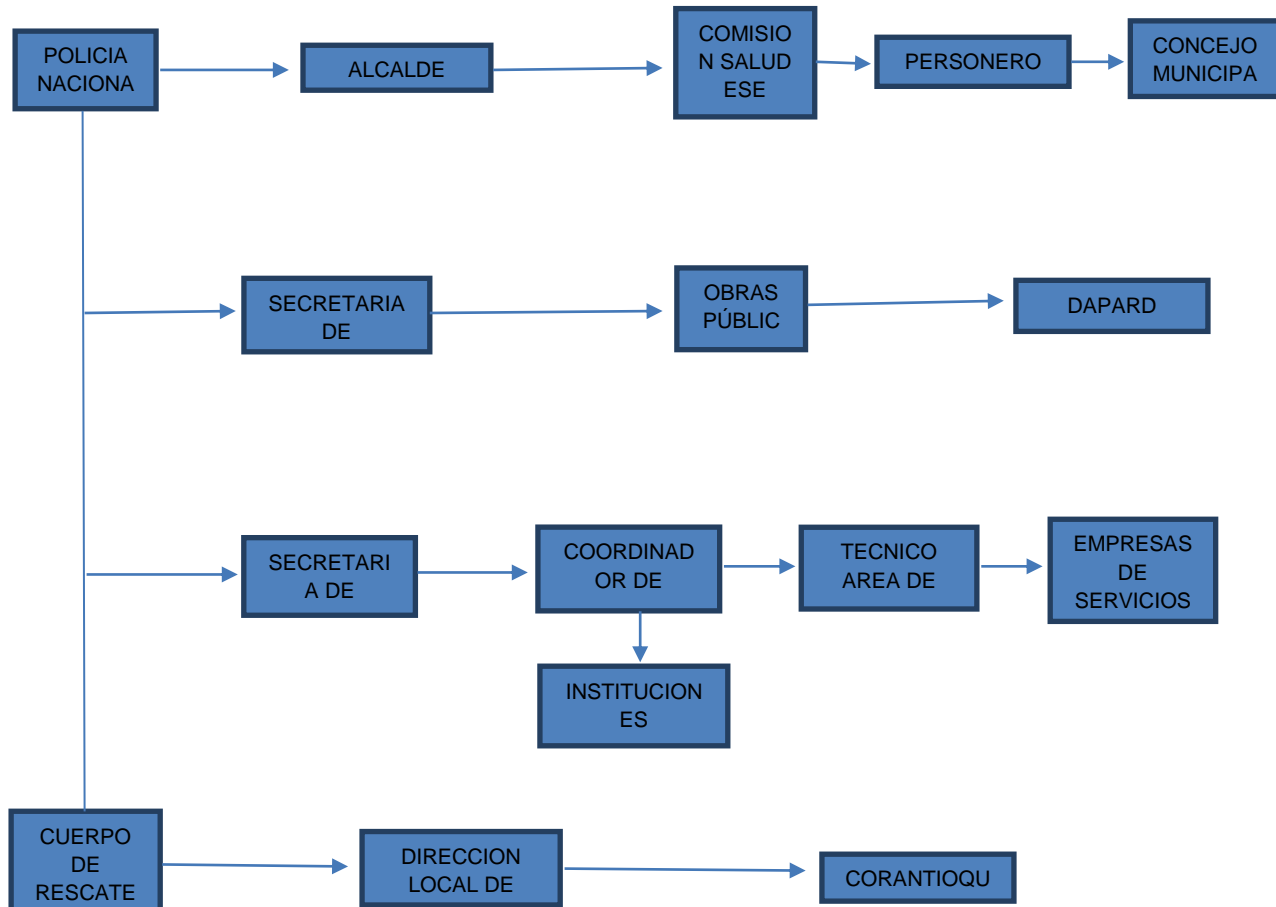 POLICIA
NACIONA
ALCALDE
COMISIO
N SALUD
ESE
PERSONERO
CONCEJO
MUNICIPA
SECRETARIA
DE
OBRAS
PÚBLIC
DAPARD
SECRETARI
A DE
COORDINAD
OR DE
TECNICO
AREA DE
EMPRESAS
DE
SERVICIOS
INSTITUCION
ES
CUERPO
DE
RESCATE
DIRECCION
LOCAL DE
CORANTIOQU